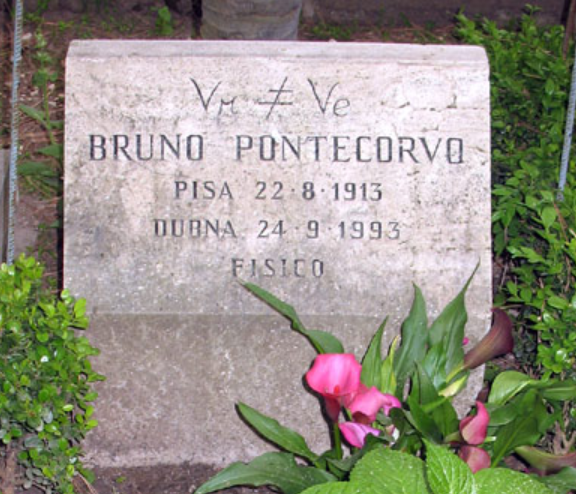 Vμ ≠ Ve
BRUNO PONTECORVO
PISA 22·8·1913
DUBNA 24·9·1993
FISICO